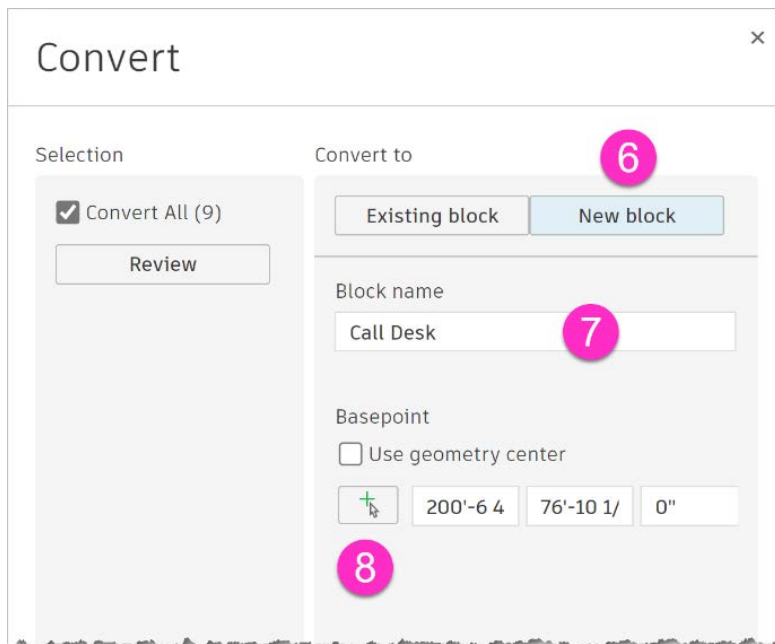 Convert
×
Selection
Convert to
6
Convert All (9)
Existing block
New block
Review
Block name
Call Desk
7
Basepoint
Use geometry center
200'-6 4
76'-10 1/
0"
8